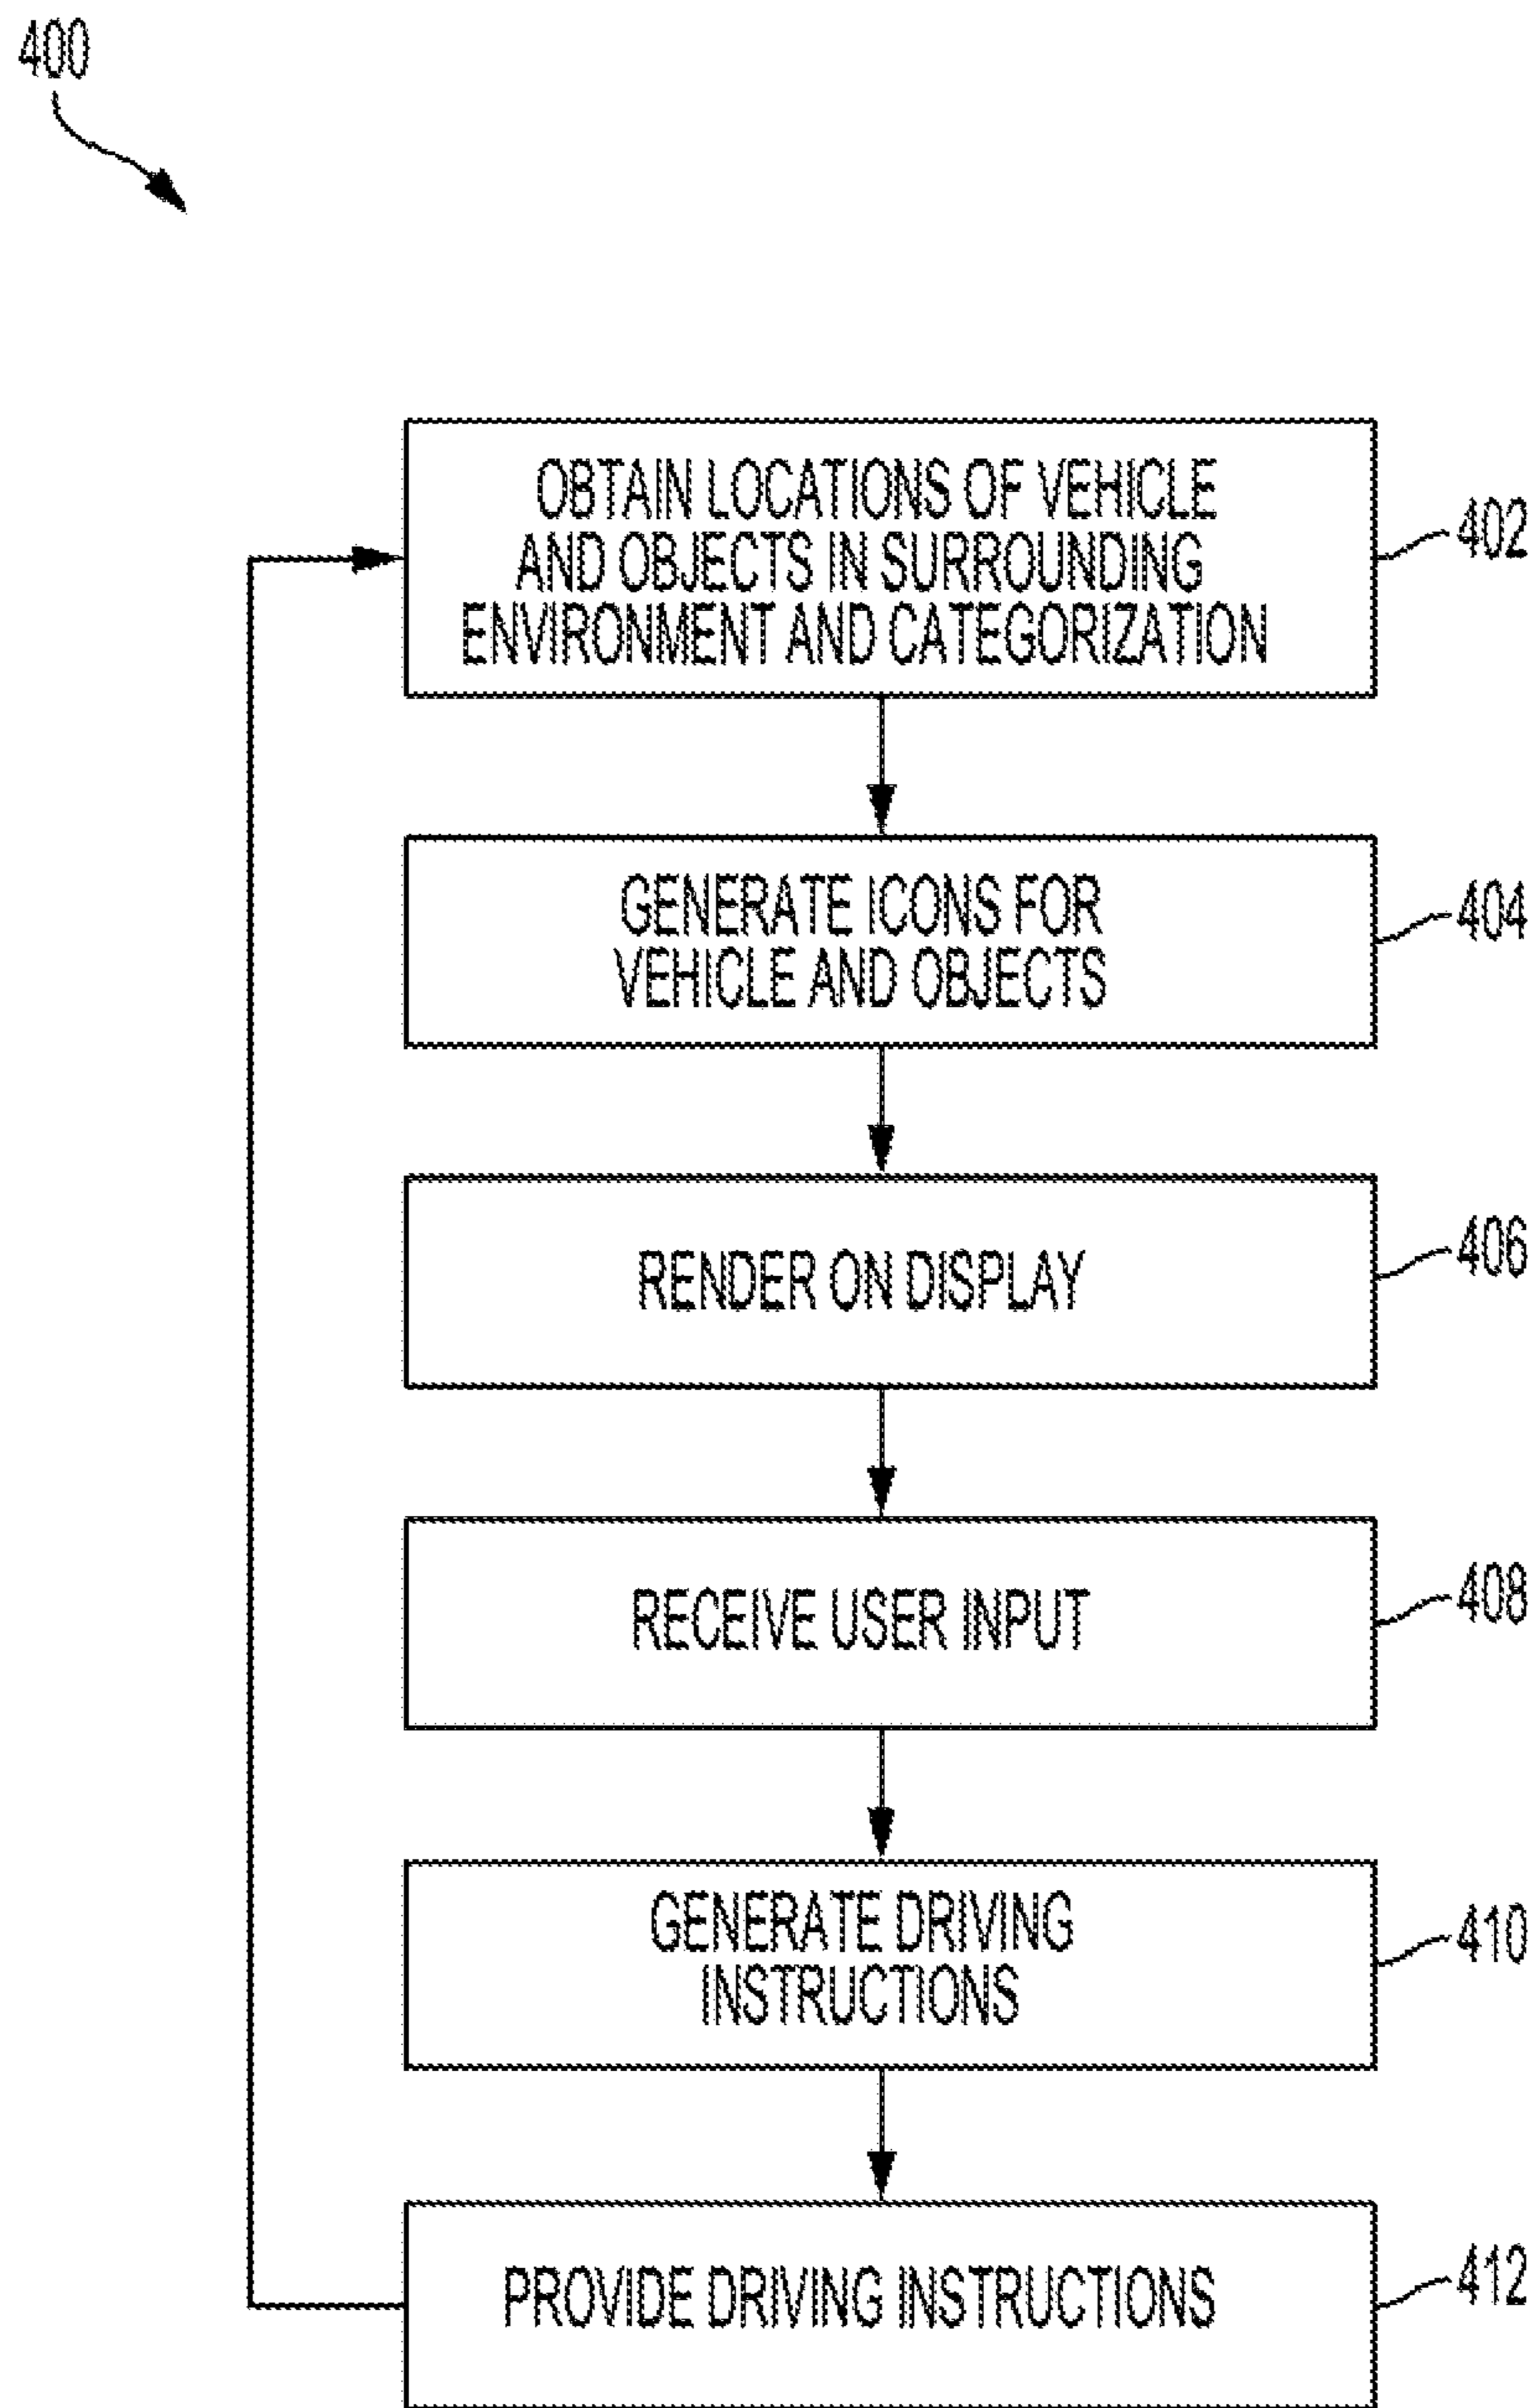 400
OBTAIN LOCATIONS OF VEHICLE
AND OBJECTS IN SURROUNDING
ENVIRONMENT AND CATEGORIZATION
402
GENERATE ICONS FOR
VEHICLE AND OBJECTS
404
RENDER ON DISPLAY
406
RECEIVE USER INPUT
408
GENERATE DRIVING
INSTRUCTIONS
410
PROVIDE DRIVING INSTRUCTIONS
412